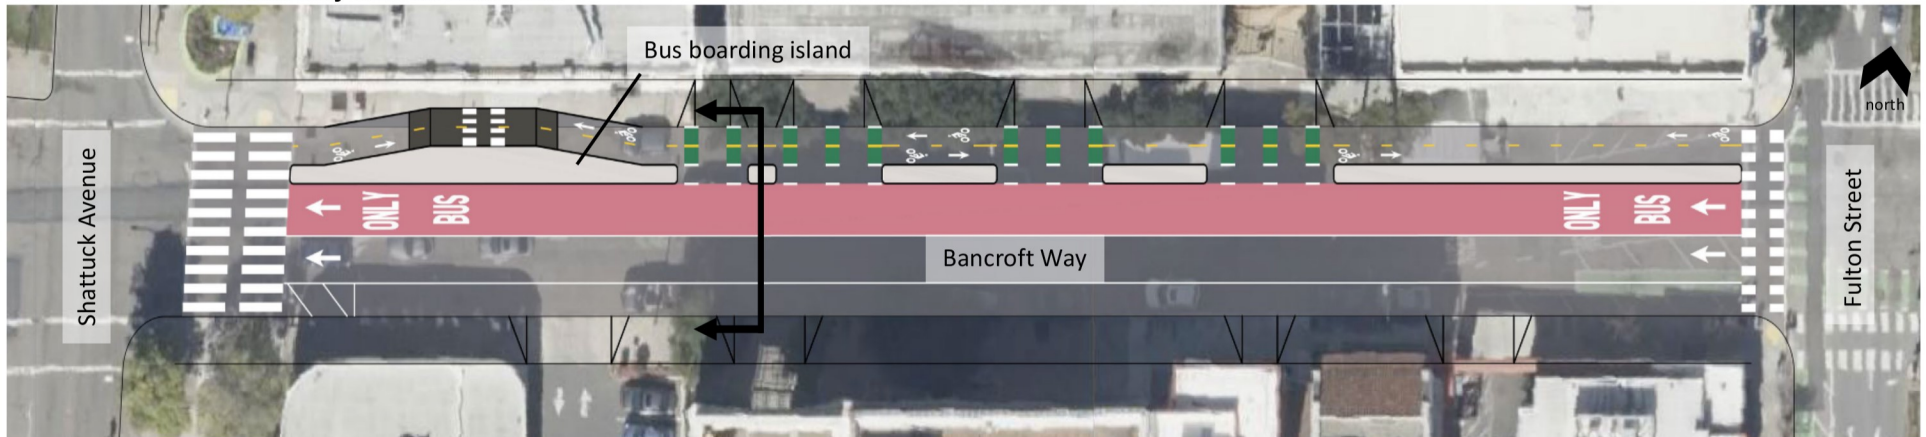 Bus boarding island
north
Shattuck Avenue
ONLY
BUS
ONLY
BUS
Bancroft Way
Fulton Street